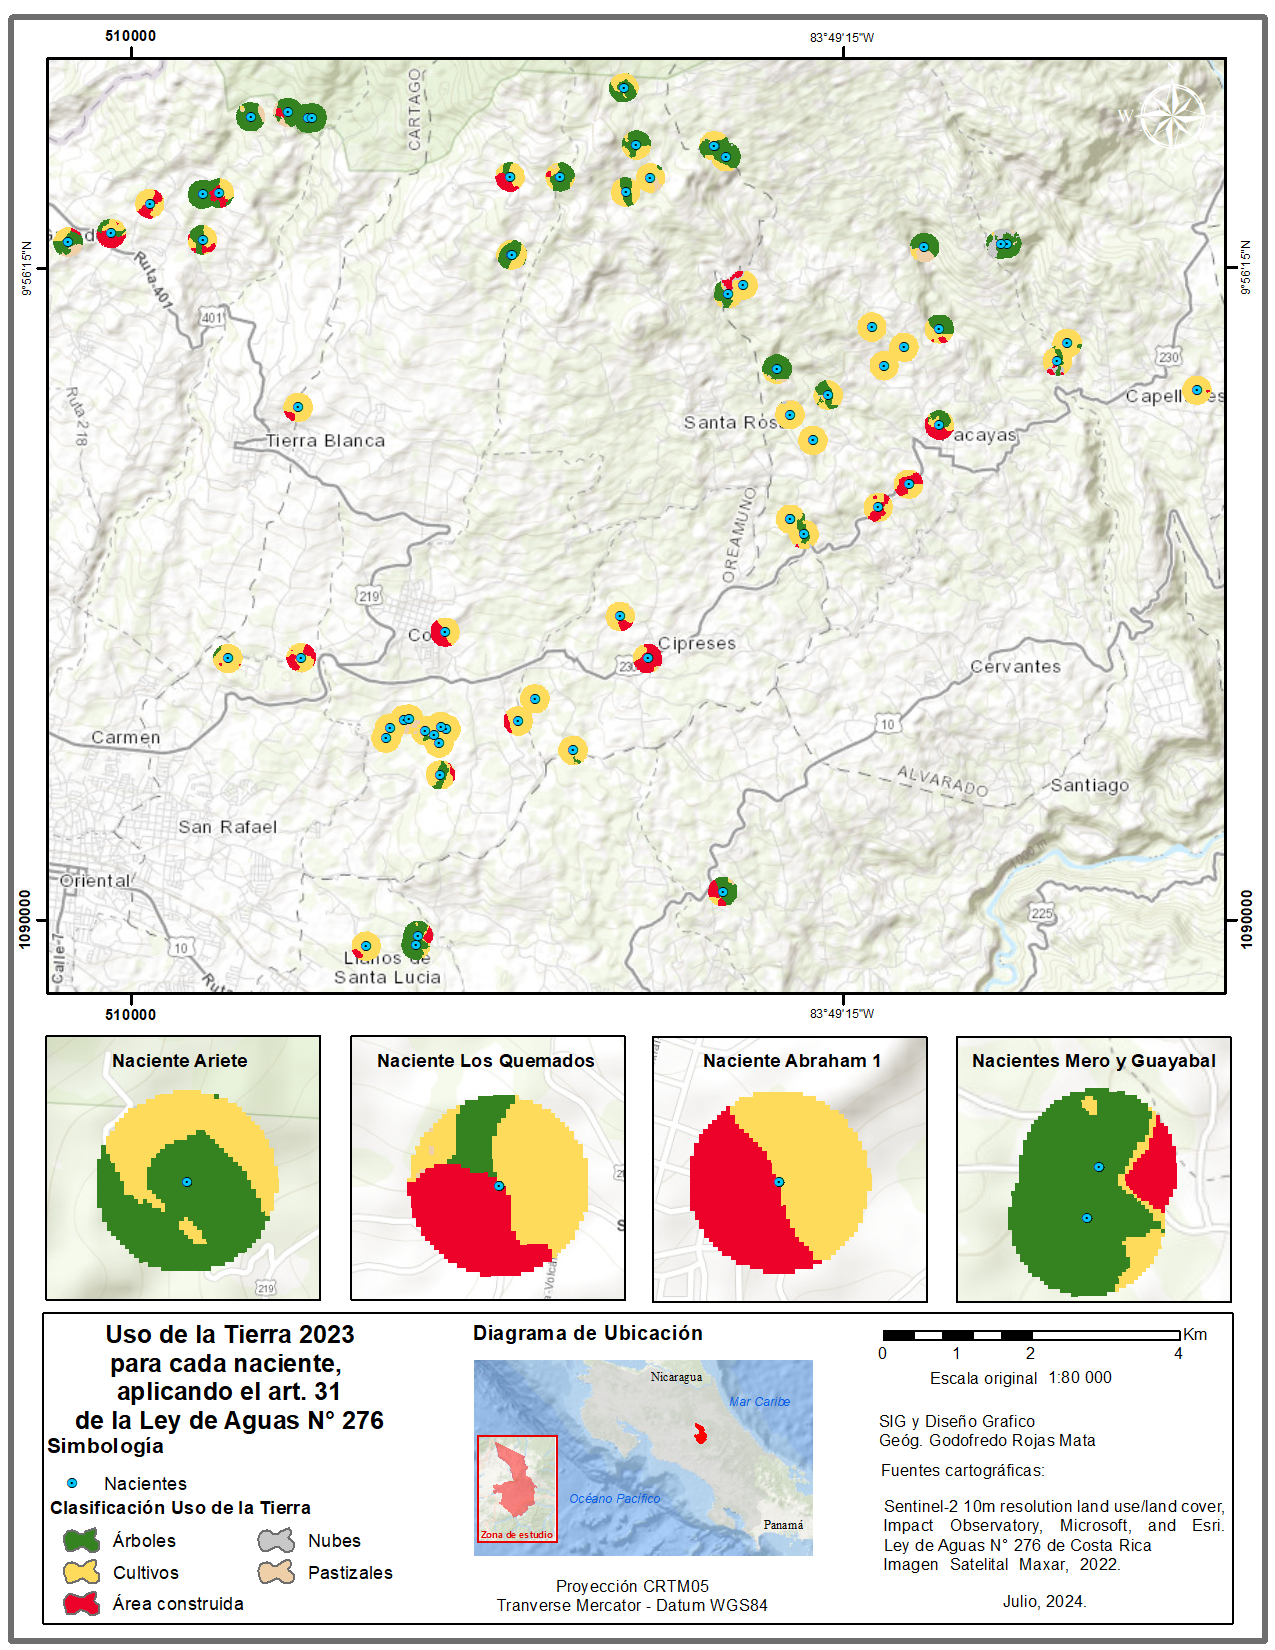 510000
83°49'15"W
CARTAGO
W
9°56'15"N
9°56'15"N
Ruta 401
401
Ruta 218
230
Capell es
Tierra Blanca
Santa Ros
acayas
OREAMUNO
219
Co
Cipreses
230
Cervantes
10
Carmen
ALVARADO
Santiago
San Rafael
1000 m
Oriental
1090000
1090000
225
10
Calle-7
Llanos de
Santa Lucia
Ruta
510000
83°49'15"W
Naciente Ariete
219
Naciente Los Quemados
Naciente Abraham 1
Nacientes Mero y Guayabal
Uso de la Tierra 2023
para cada naciente,
aplicando el art. 31
de la Ley de Aguas N° 276
Simbología
Nacientes
Clasificación Uso de la Tierra
Árboles
Nubes
Cultivos
Pastizales
Área construida
Diagrama de Ubicación
Nicaragua
Mar Caribe
Océano Pacífico
Panamá
Zona de estudio
Proyección CRTM05
Tranverse Mercator - Datum WGS84
Km
0 1 2 4
Escala original 1:80 000
SIG y Diseño Grafico
Geóg. Godofredo Rojas Mata
Fuentes cartográficas:
Sentinel-2 10m resolution land use/land cover,
Impact Observatory, Microsoft, and Esri.
Ley de Aguas N° 276 de Costa Rica
Imagen Satelital Maxar, 2022.
Julio, 2024.